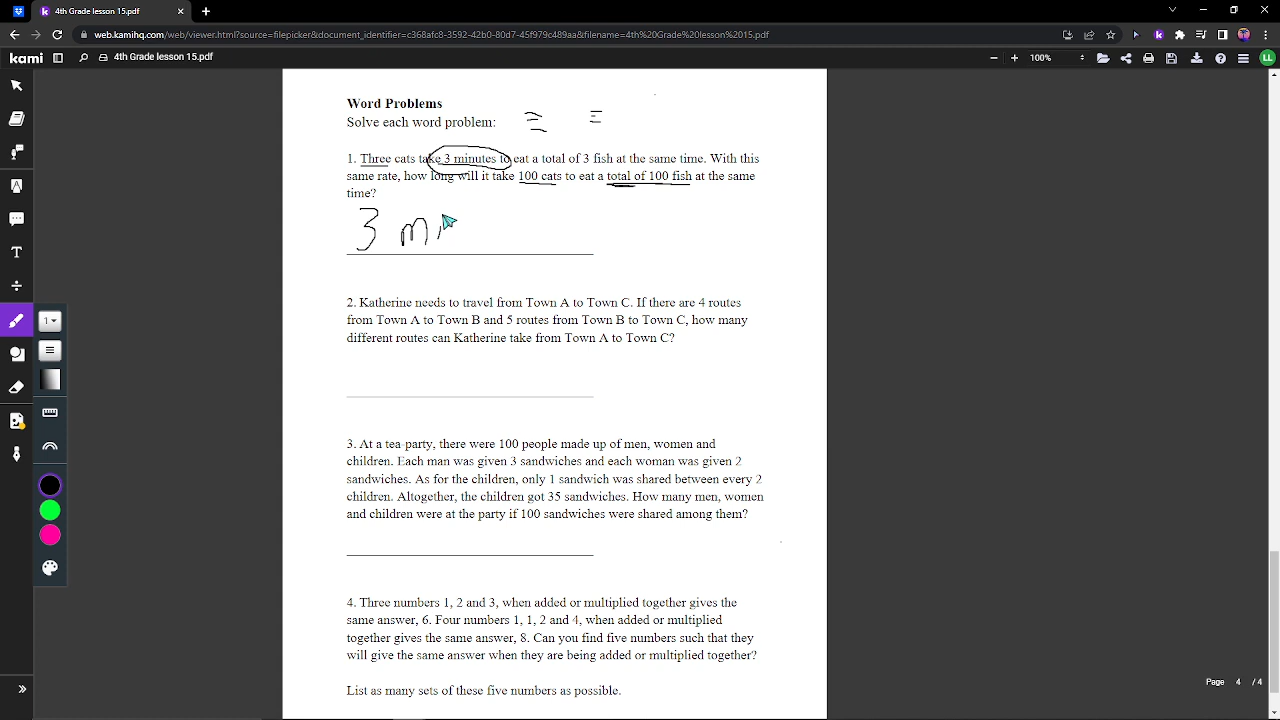 4th Grade lesson 15.pdf
web.kamihq.com/web/viewer.html?source=filepicker&document_identifier=c368afc8-3592-42b0-80d7-45f979c489aa&filename=4th%20Grade%20lesson%2015.pdf
kami
4th Grade lesson 15.pdf
100%
LL
Word Problems
Solve each word problem:
1. Three cats take 3 minutes to eat a total of 3 fish at the same time. With this
same rate, how long will it take 100 cats to eat a total of 100 fish at the same
time?
3 mi
2. Katherine needs to travel from Town A to Town C. If there are 4 routes
from Town A to Town B and 5 routes from Town B to Town C, how many
different routes can Katherine take from Town A to Town C?
1
3. At a tea-party, there were 100 people made up of men, women and
children. Each man was given 3 sandwiches and each woman was given 2
sandwiches. As for the children, only 1 sandwich was shared between every 2
children. Altogether, the children got 35 sandwiches. How many men, women
and children were at the party if 100 sandwiches were shared among them?
4. Three numbers 1, 2 and 3, when added or multiplied together gives the
same answer, 6. Four numbers 1, 1, 2 and 4, when added or multiplied
together gives the same answer, 8. Can you find five numbers such that they
will give the same answer when they are being added or multiplied together?
List as many sets of these five numbers as possible.
Page 4 / 4